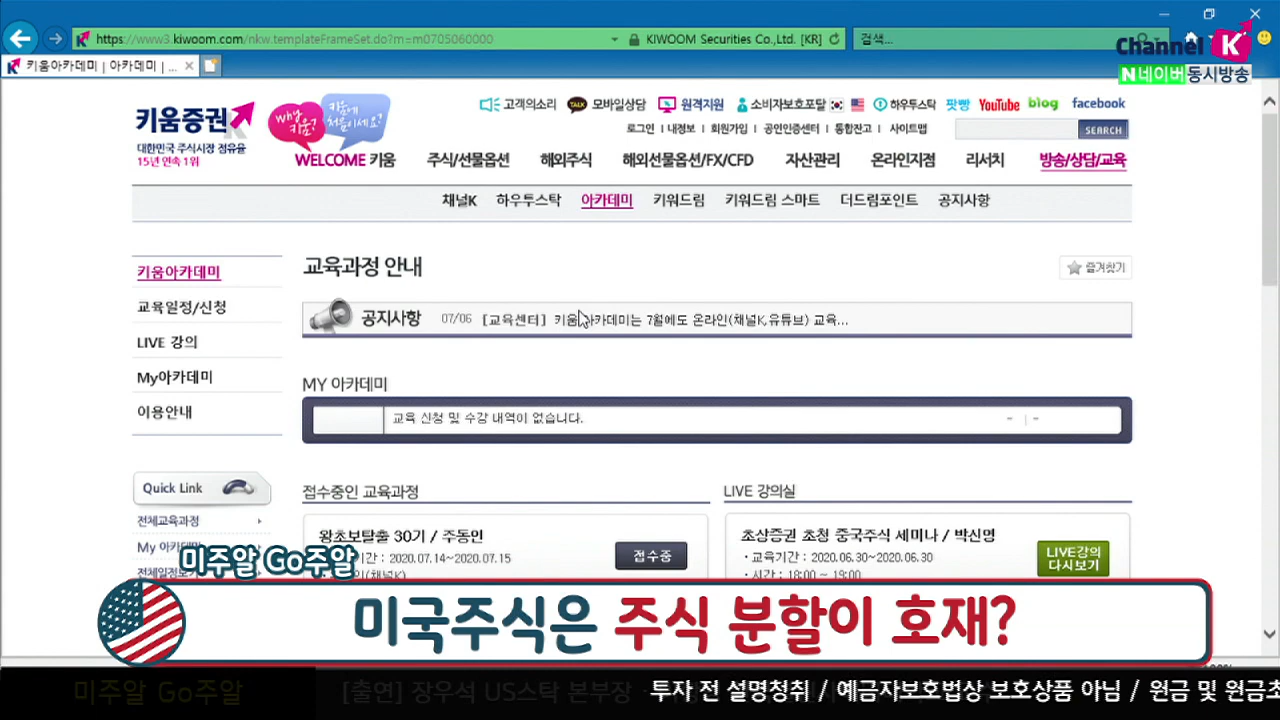 https://www3.kiwoom.com/nkw.templateFrameSet.do?m=m0705060000
KIWOOM Securities Co.,Ltd. [KR]
검색...
Channel K
N네이버 동시방송
키움아카데미 | 아카데미 | ...
키움증권
대한민국 주식시장 점유율
15년 연속 1위
Why 키움?
키움에 처음이세요?
고객의소리 TALK 모바일상담 원격지원 소비자보호포탈 하우투스탁 팟빵 YouTube blog facebook
로그인 | 내정보 | 회원가입 | 공인인증센터 | 통합잔고 | 사이트맵
SEARCH
WELCOME 키움 주식/선물옵션 해외주식 해외선물옵션/FX/CFD 자산관리 온라인지점 리서치 방송/상담/교육
채널K 하우투스탁 아카데미 키워드림 키워드림 스마트 더드림포인트 공지사항
키움아카데미
교육일정/신청
LIVE 강의
My아카데미
이용안내
교육과정 안내
즐겨찾기
공지사항 07/06 [교육센터] 키움아카데미는 7월에도 온라인(채널K,유튜브) 교육...
MY 아카데미
교육 신청 및 수강 내역이 없습니다.
- | -
Quick Link
전체교육과정
My 아카데미
전체일정보기
접수중인 교육과정
왕초보탈출 30기 / 주동인
기간 : 2020.07.14~2020.07.15
접수중
LIVE 강의실
초상증권 초청 중국주식 세미나 / 박신명
· 교육기간 : 2020.06.30~2020.06.30
· 시간 : 18:00 ~ 19:00
LIVE강의
다시보기
미주알 Go주알
미국주식은 주식 분할이 호재?
미주알 Go주알
[출연] 장우석 US스탁 본부장
투자 전 설명청취 / 예금자보호법상 보호상품 아님 / 원금 및 원금초